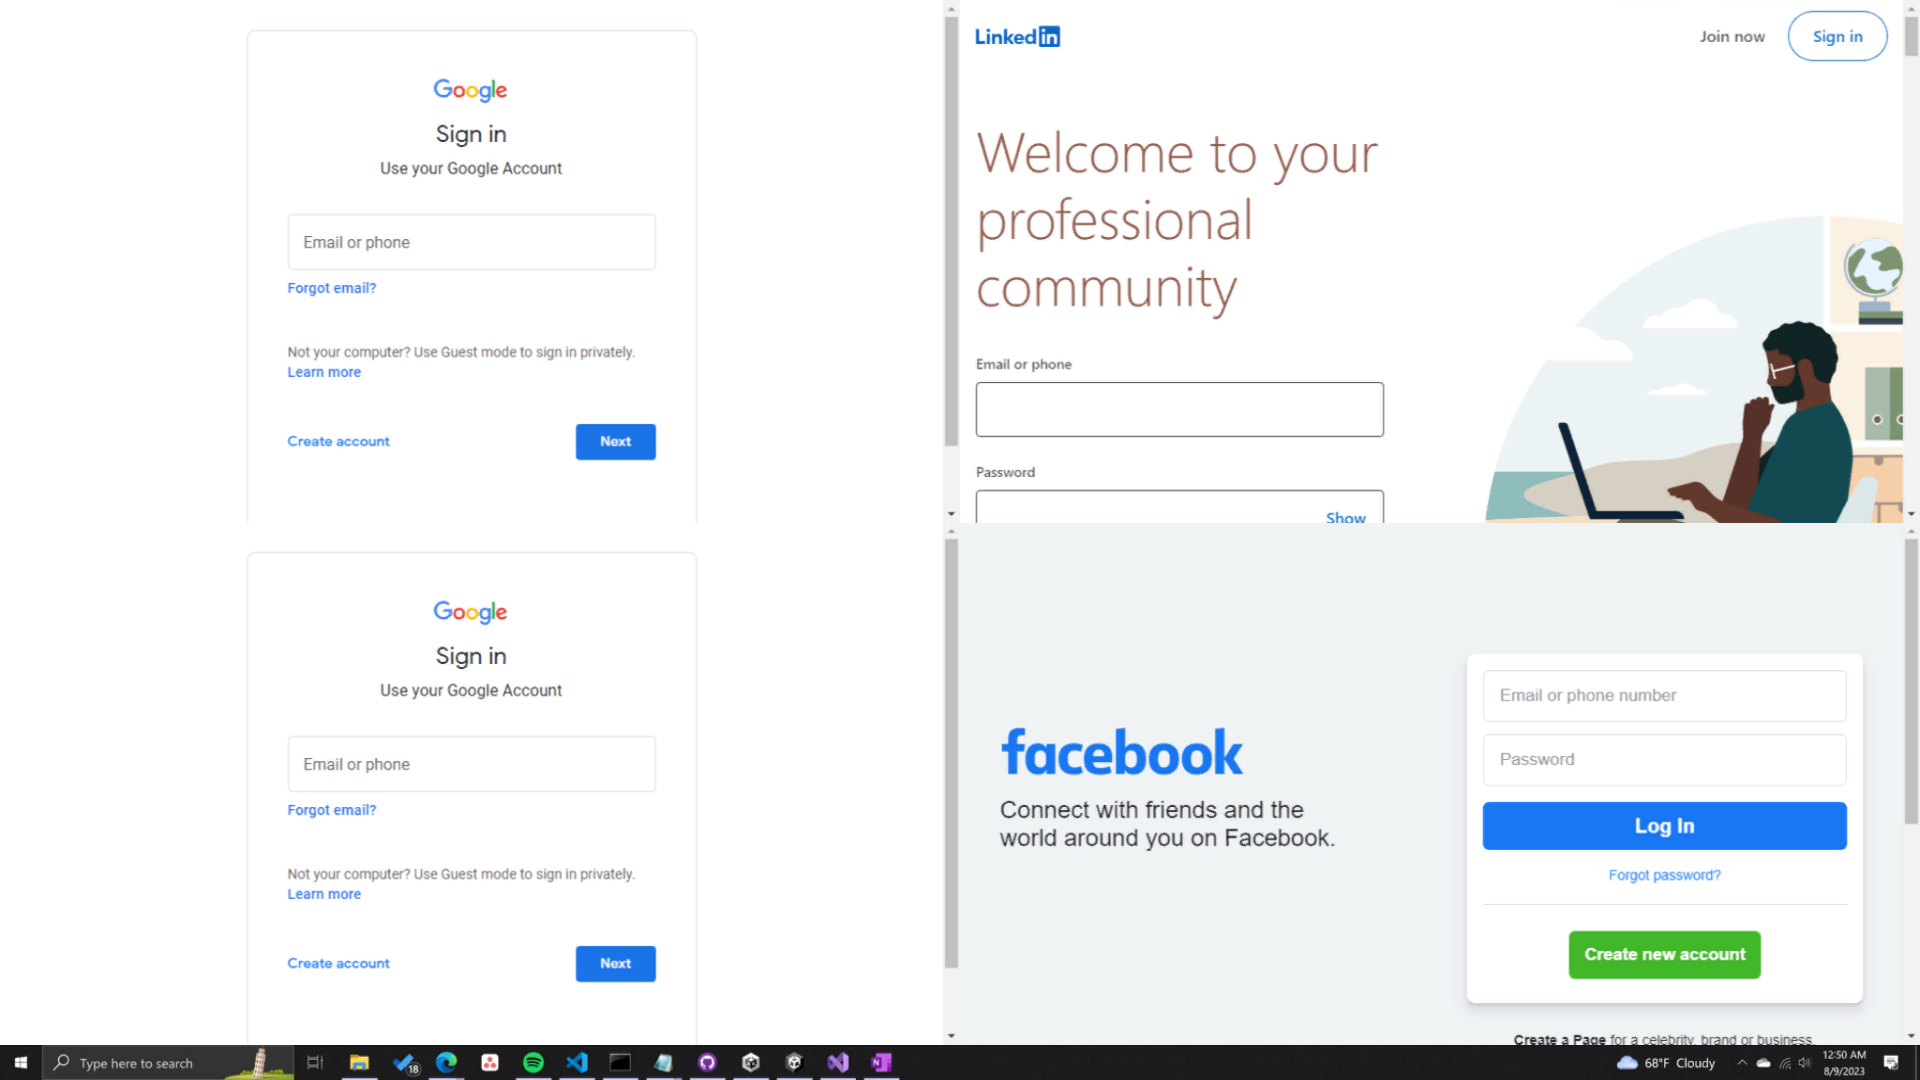 Google
Sign in
Use your Google Account
Email or phone
Forgot email?
Not your computer? Use Guest mode to sign in privately.
Learn more
Create account
Next
Linked in
Join now
Sign in
Welcome to your
professional
community
Email or phone
Password
Show
Google
Sign in
Use your Google Account
Email or phone
Forgot email?
Not your computer? Use Guest mode to sign in privately.
Learn more
Create account
Next
facebook
Connect with friends and the
world around you on Facebook.
Email or phone number
Password
Log In
Forgot password?
Create new account
Create a Page for a celebrity, brand or business.
Type here to search
18
68°F Cloudy
12:50 AM
8/9/2023